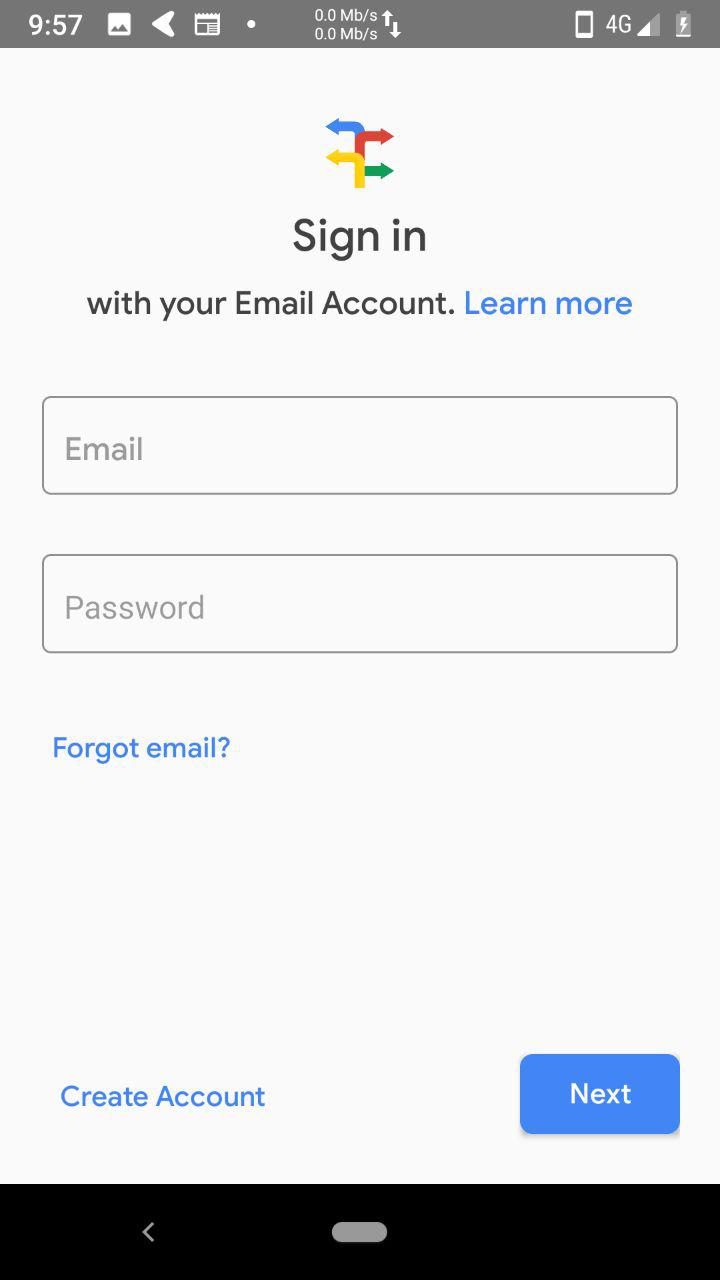 9:57
0.0 Mb/s
0.0 Mb/s
4G
Sign in
with your Email Account. Learn more
Email
Password
Forgot email?
Create Account
Next